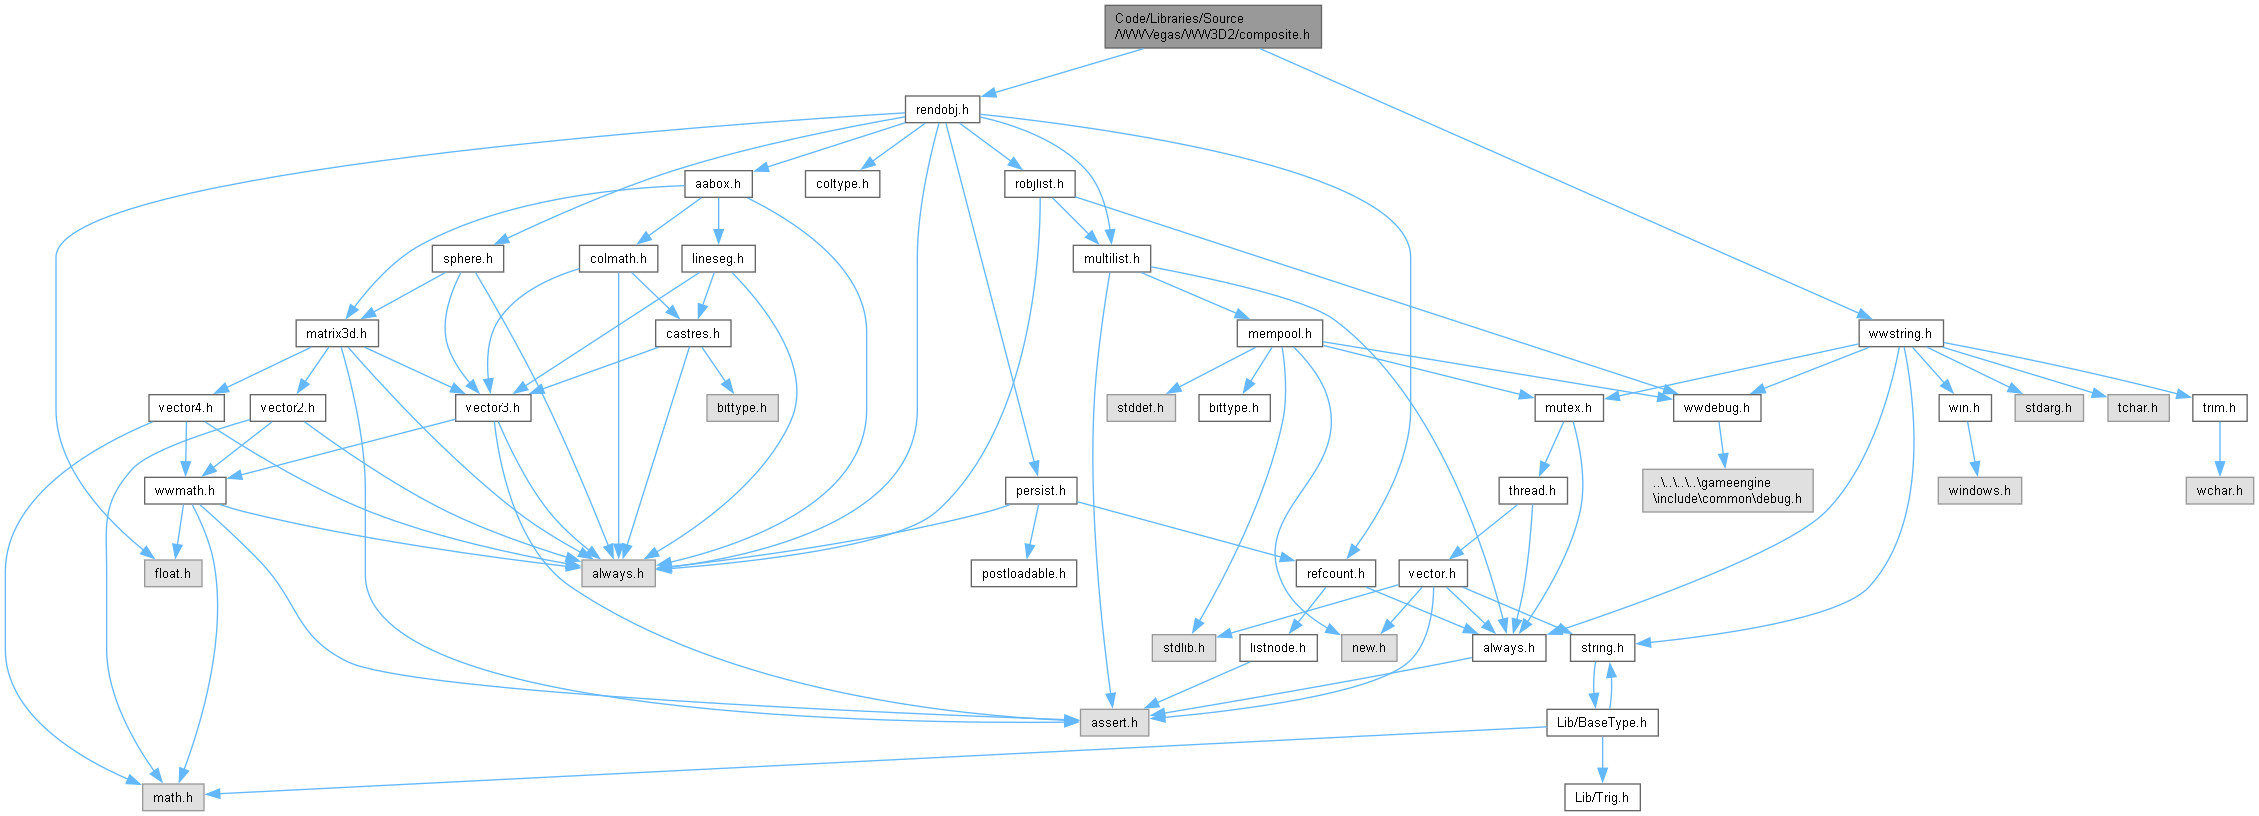 Code/Libraries/Source
/WWVegas/WW3D2/composite.h
rendobj.h
aabox.h
coltype.h
robjlist.h
sphere.h
colmath.h
lineseg.h
multilist.h
matrix3d.h
castres.h
mempool.h
wwstring.h
vector4.h
vector2.h
vector3.h
bittype.h
stddef.h
bittype.h
mutex.h
wwdebug.h
win.h
stdarg.h
tchar.h
trim.h
wwmath.h
persist.h
thread.h
..\..\..\..\gameengine
\include\common\debug.h
windows.h
wchar.h
float.h
always.h
postloadable.h
refcount.h
vector.h
stdlib.h
listnode.h
new.h
always.h
string.h
assert.h
Lib/BaseType.h
math.h
Lib/Trig.h